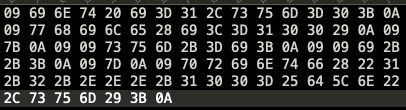 09 69 6E 74 20 69 3D 31 2C 73 75 6D 3D 30 3B 0A
09 77 68 69 6C 65 28 69 3C 3D 31 30 30 29 0A 09
7B 0A 09 09 73 75 6D 2B 3D 69 3B 0A 09 09 69 2B
2B 3B 0A 09 7D 0A 09 70 72 69 6E 74 66 28 22 31
2B 32 2B 2E 2E 2E 2B 31 30 30 3D 25 64 5C 6E 22
2C 73 75 6D 29 3B 0A